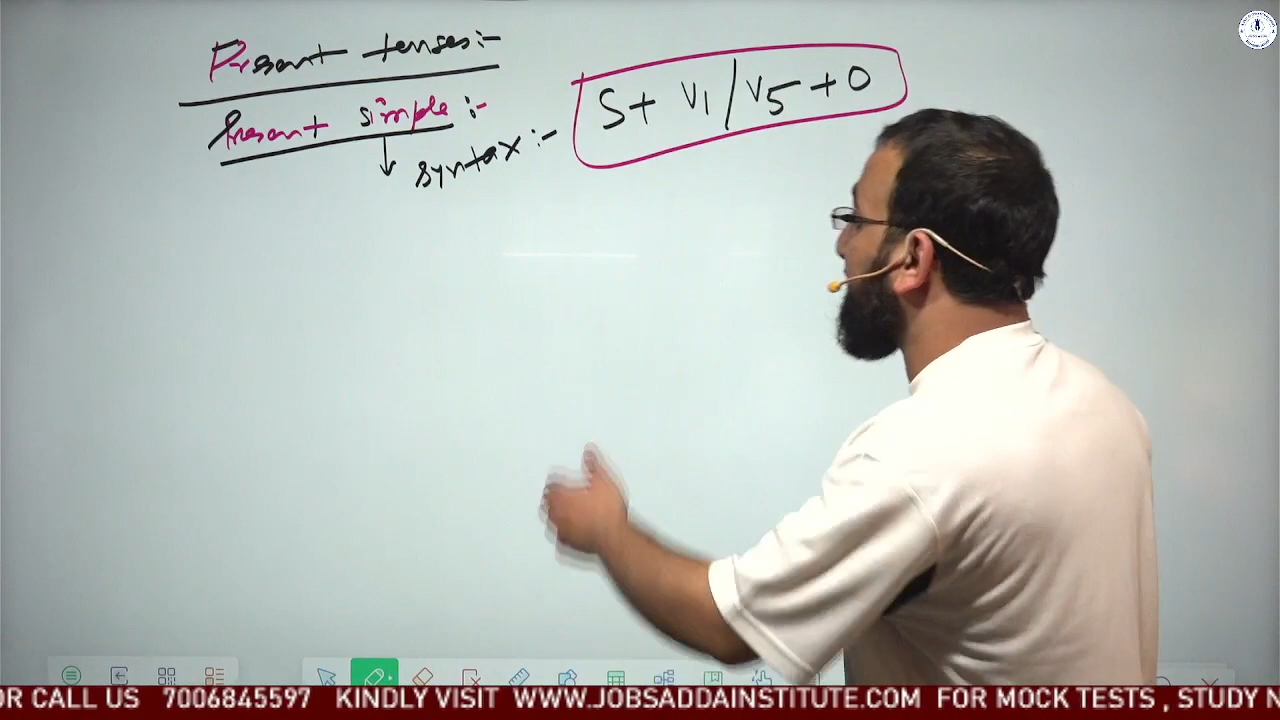 Present tenses:-
Present simple :-
syntax :-
S + V1 / V5 + O
OR CALL US 7006845597 KINDLY VISIT WWW.JOBSADDAINSTITUTE.COM FOR MOCK TESTS , STUDY N